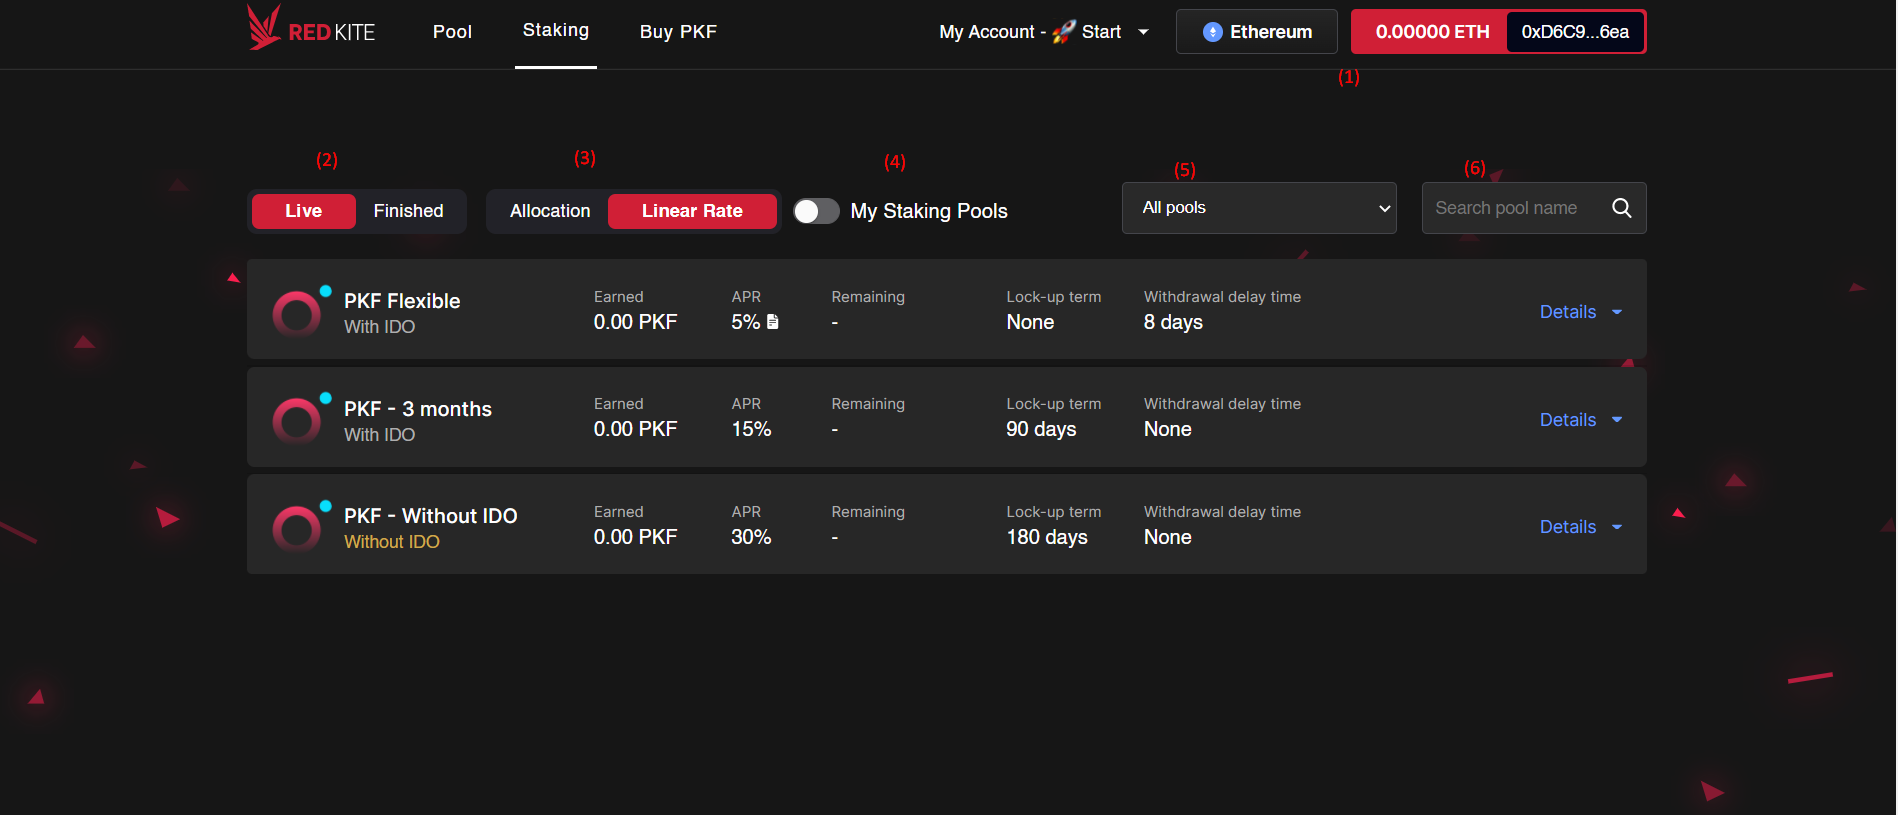 RED KITE Pool Staking Buy PKF My Account - 🚀 Start Ethereum 0.00000 ETH 0xD6C9...6ea
(1)
(2) (3) (4) (5) (6)
Live Finished Allocation Linear Rate My Staking Pools All pools Search pool name
PKF Flexible
With IDO
Earned
0.00 PKF
APR
5%
Remaining
-
Lock-up term
None
Withdrawal delay time
8 days
Details
PKF - 3 months
With IDO
Earned
0.00 PKF
APR
15%
Remaining
-
Lock-up term
90 days
Withdrawal delay time
None
Details
PKF - Without IDO
Without IDO
Earned
0.00 PKF
APR
30%
Remaining
-
Lock-up term
180 days
Withdrawal delay time
None
Details